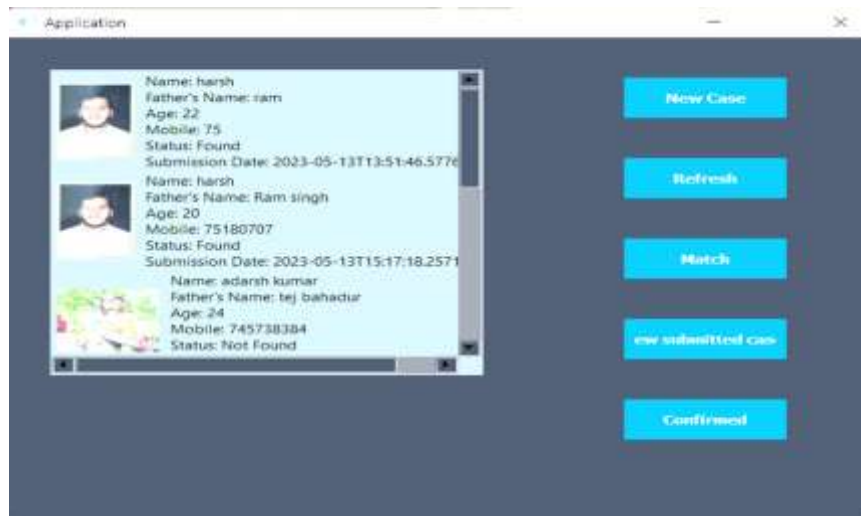 Application
Name: harsh
Father's Name: ram
Age: 22
Mobile: 75
Status: Found
Submission Date: 2023-05-13T13:51:46.5776
Name: harsh
Father's Name: Ram singh
Age: 20
Mobile: 75180707
Status: Found
Submission Date: 2023-05-13T15:17:18.2571
Name: adarsh kumar
Father's Name: tej bahadur
Age: 24
Mobile: 745738384
Status: Not Found
New Case
Refresh
Match
ew submitted cas
Confirmed